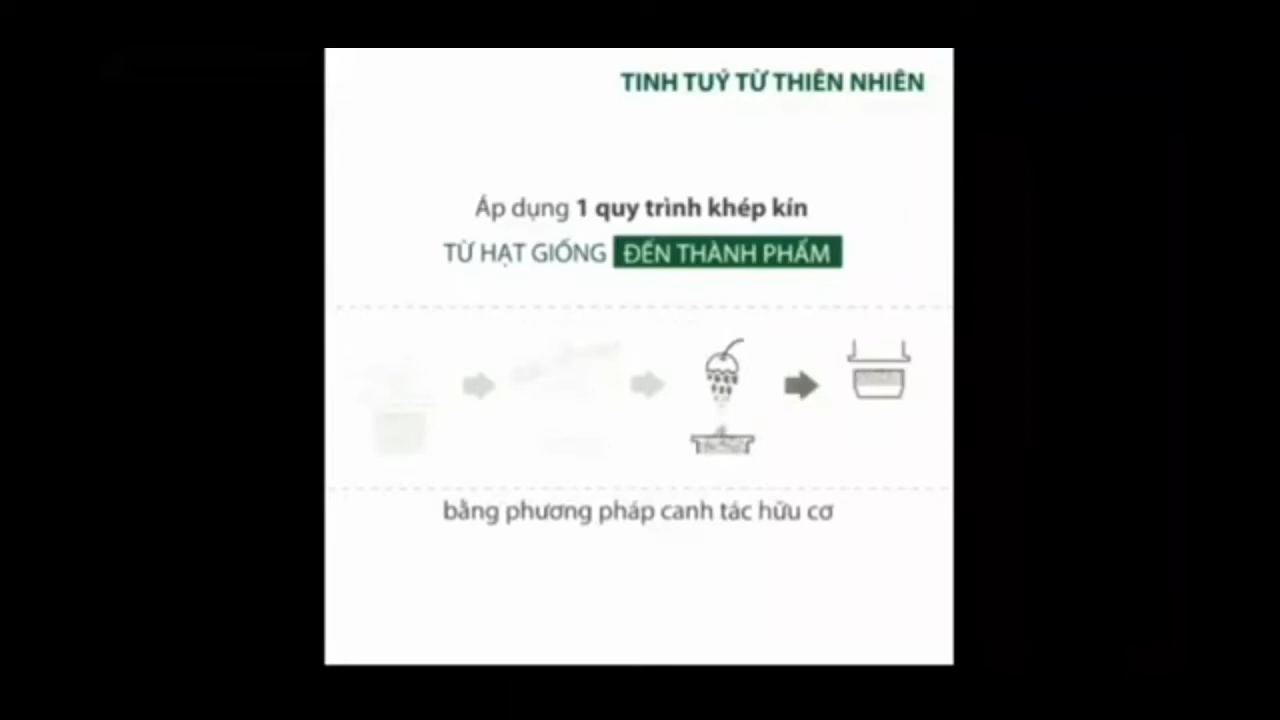 TINH TUÝ TỪ THIÊN NHIÊN
Áp dụng 1 quy trình khép kín
TỪ HẠT GIỐNG ĐẾN THÀNH PHẨM
bằng phương pháp canh tác hữu cơ